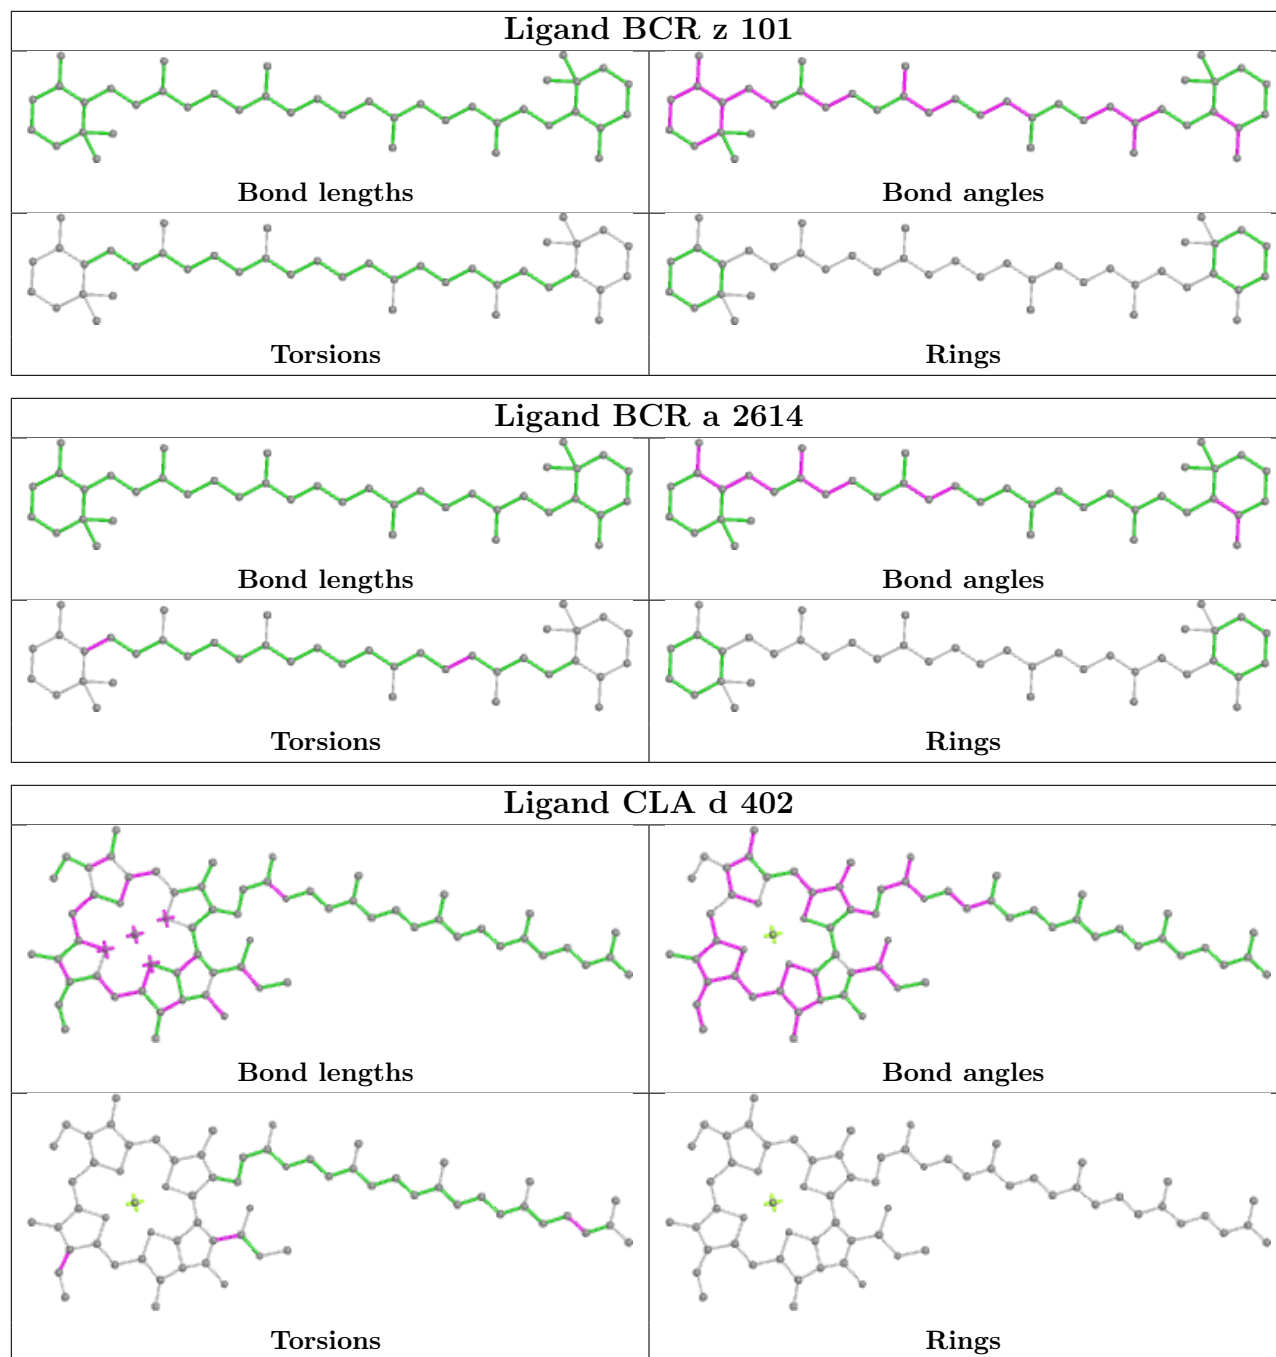 Ligand BCR z 101
Bond lengths
Bond angles
Torsions
Rings
Ligand BCR a 2614
Bond lengths
Bond angles
Torsions
Rings
Ligand CLA d 402
Bond lengths
Bond angles
Torsions
Rings